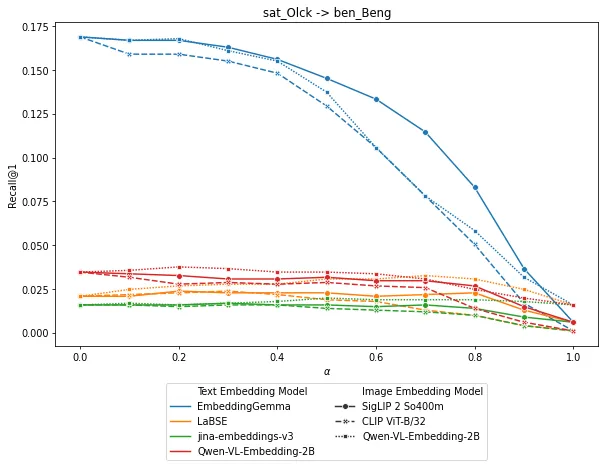 sat_Olck -> ben_Beng
Recall@1
0.175
0.150
0.125
0.100
0.075
0.050
0.025
0.000
0.0 0.2 0.4 0.6 0.8 1.0
α
Text Embedding Model
EmbeddingGemma
LaBSE
jina-embeddings-v3
Qwen-VL-Embedding-2B
Image Embedding Model
SigLIP 2 So400m
CLIP ViT-B/32
Qwen-VL-Embedding-2B